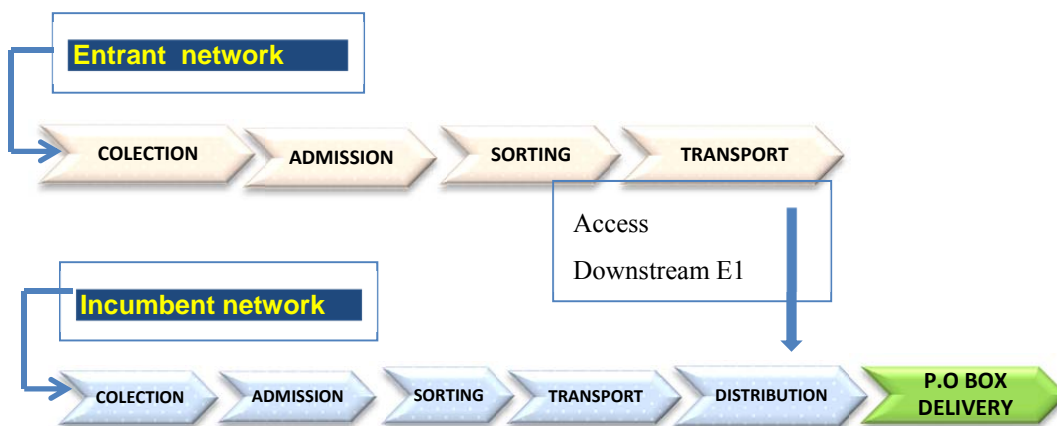 Entrant network
COLECTION
ADMISSION
SORTING
TRANSPORT
Access
Downstream E1
Incumbent network
COLECTION
ADMISSION
SORTING
TRANSPORT
DISTRIBUTION
P.O BOX
DELIVERY